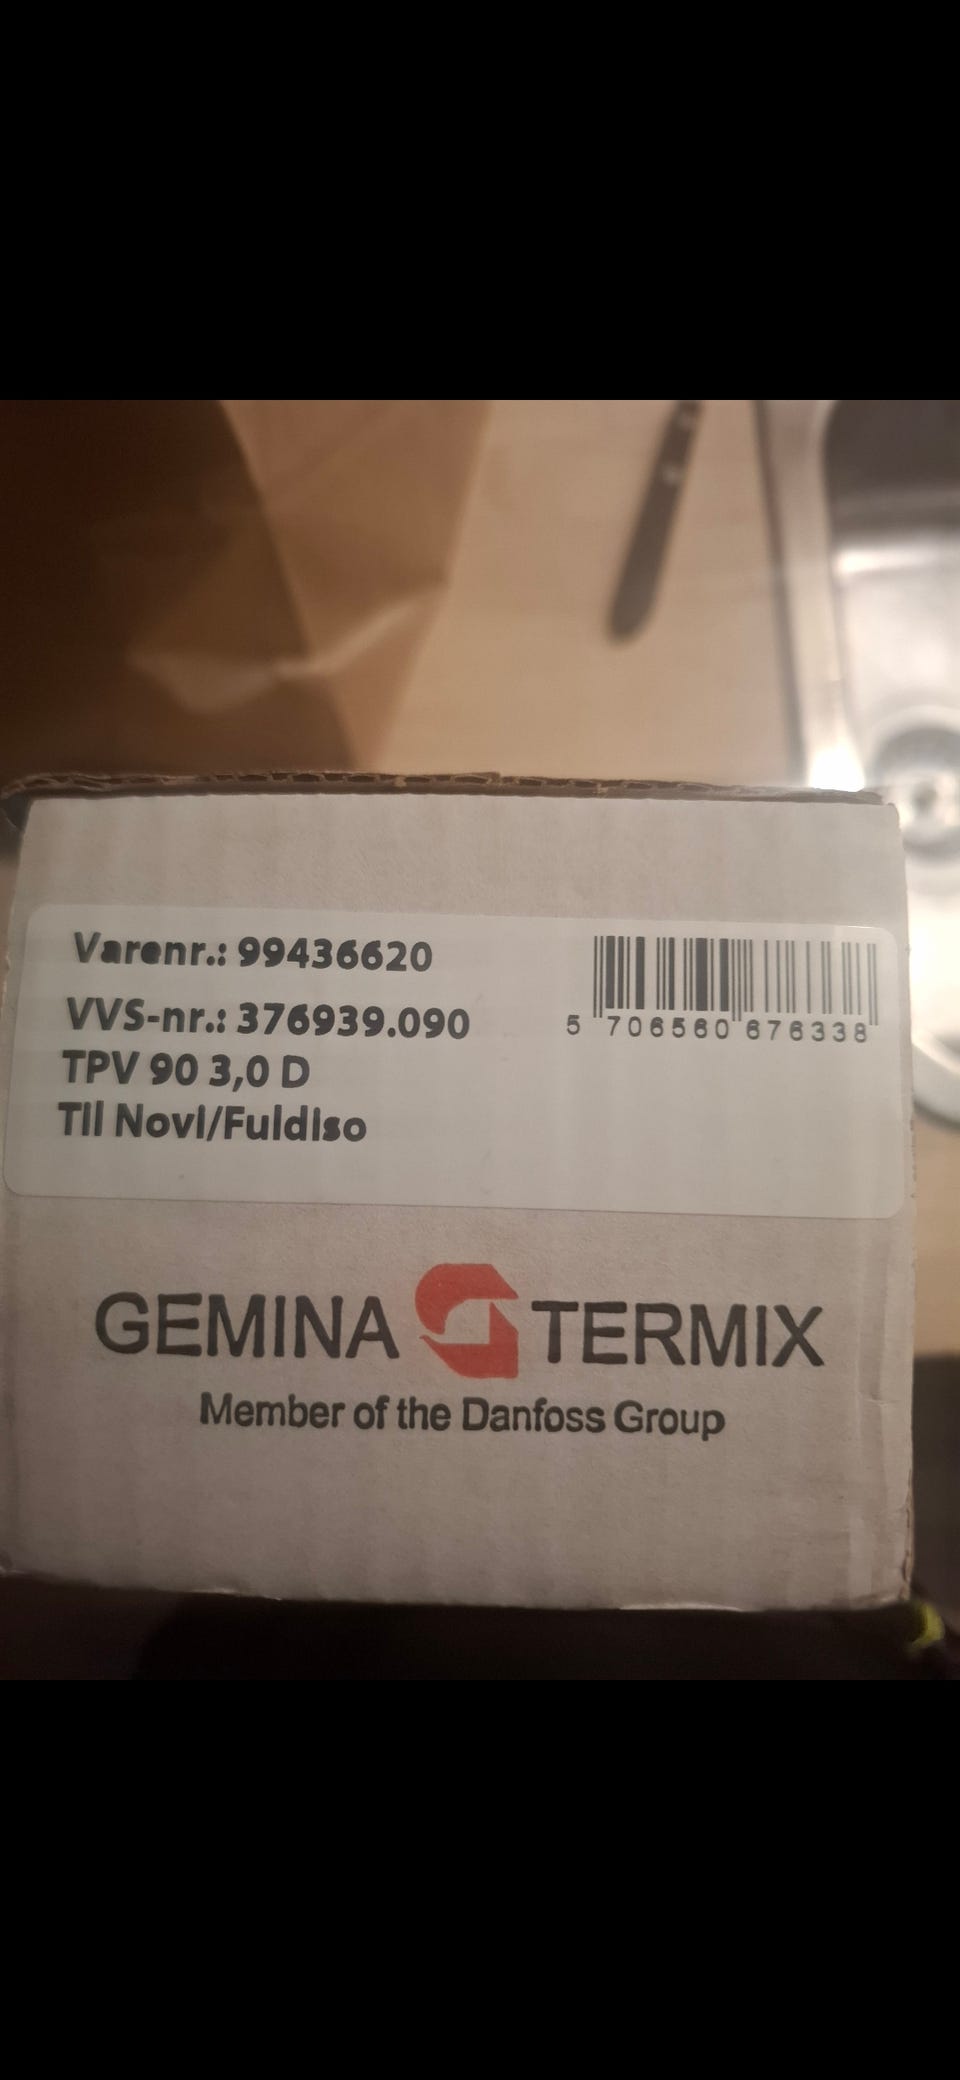 Varenr.: 99436620
VVS-nr.: 376939.090
TPV 90 3,0 D
Til Novi/Fuldiso
5 706560 676338
GEMINA TERMIX
Member of the Danfoss Group